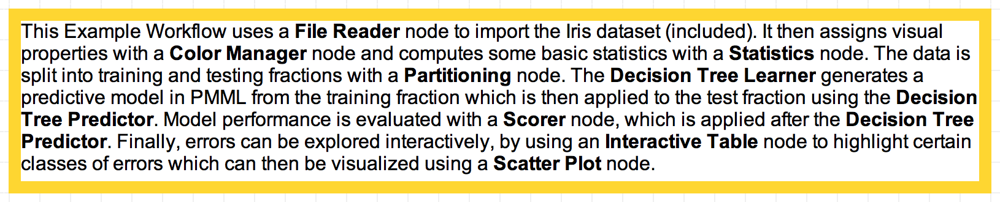 This Example Workflow uses a File Reader node to import the Iris dataset (included). It then assigns visual
properties with a Color Manager node and computes some basic statistics with a Statistics node. The data is
split into training and testing fractions with a Partitioning node. The Decision Tree Learner generates a
predictive model in PMML from the training fraction which is then applied to the test fraction using the Decision
Tree Predictor. Model performance is evaluated with a Scorer node, which is applied after the Decision Tree
Predictor. Finally, errors can be explored interactively, by using an Interactive Table node to highlight certain
classes of errors which can then be visualized using a Scatter Plot node.